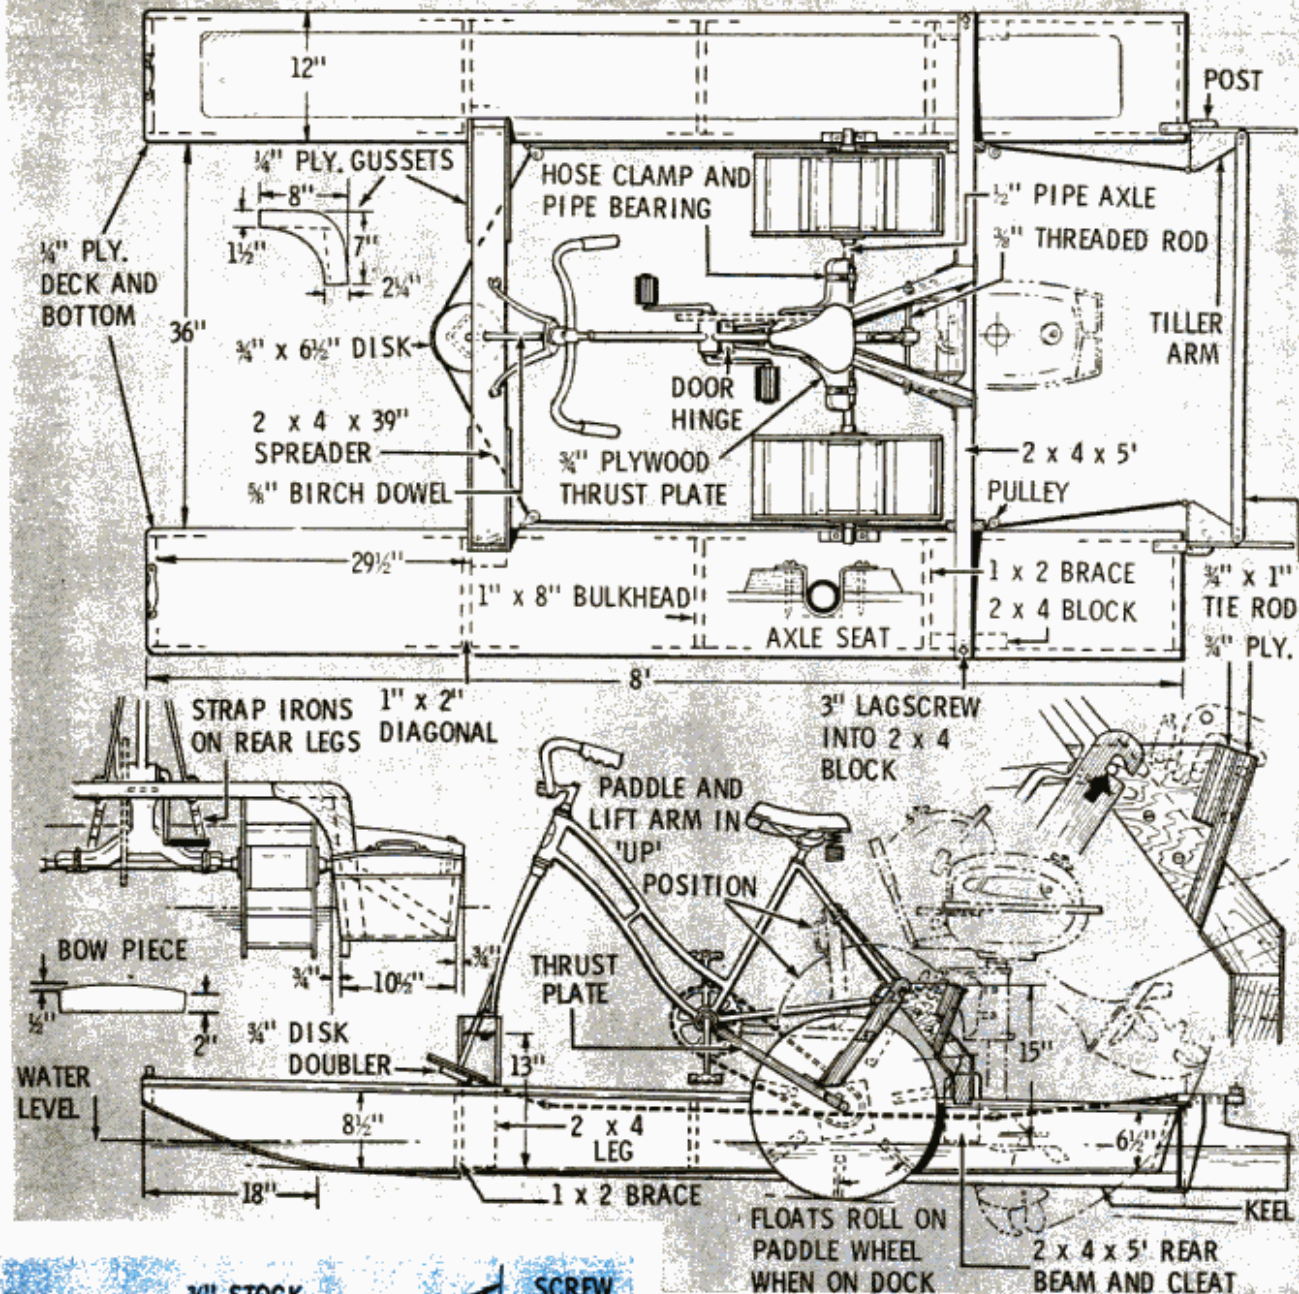 12"
POST
¼" PLY. GUSSETS
8"
1½"
7"
2¼"
HOSE CLAMP AND
PIPE BEARING
½" PIPE AXLE
⅜" THREADED ROD
¼" PLY.
DECK AND
BOTTOM
36"
¾" x 6½" DISK
DOOR
HINGE
TILLER
ARM
2 x 4 x 39"
SPREADER
⅝" BIRCH DOWEL
¾" PLYWOOD
THRUST PLATE
2 x 4 x 5'
PULLEY
29½"
1" x 8" BULKHEAD
AXLE SEAT
1 x 2 BRACE
2 x 4 BLOCK
¾" x 1"
TIE ROD
¾" PLY.
8'
STRAP IRONS
ON REAR LEGS
1" x 2"
DIAGONAL
3" LAGSCREW
INTO 2 x 4
BLOCK
PADDLE AND
LIFT ARM IN
'UP'
POSITION
BOW PIECE
½"
2"
¾"
10½"
¾"
THRUST
PLATE
¾" DISK
DOUBLER
13"
15"
WATER
LEVEL
8½"
2 x 4
LEG
6½"
18"
1 x 2 BRACE
KEEL
FLOATS ROLL ON
PADDLE WHEEL
WHEN ON DOCK
2 x 4 x 5' REAR
BEAM AND CLEAT
STOCK
SCREW